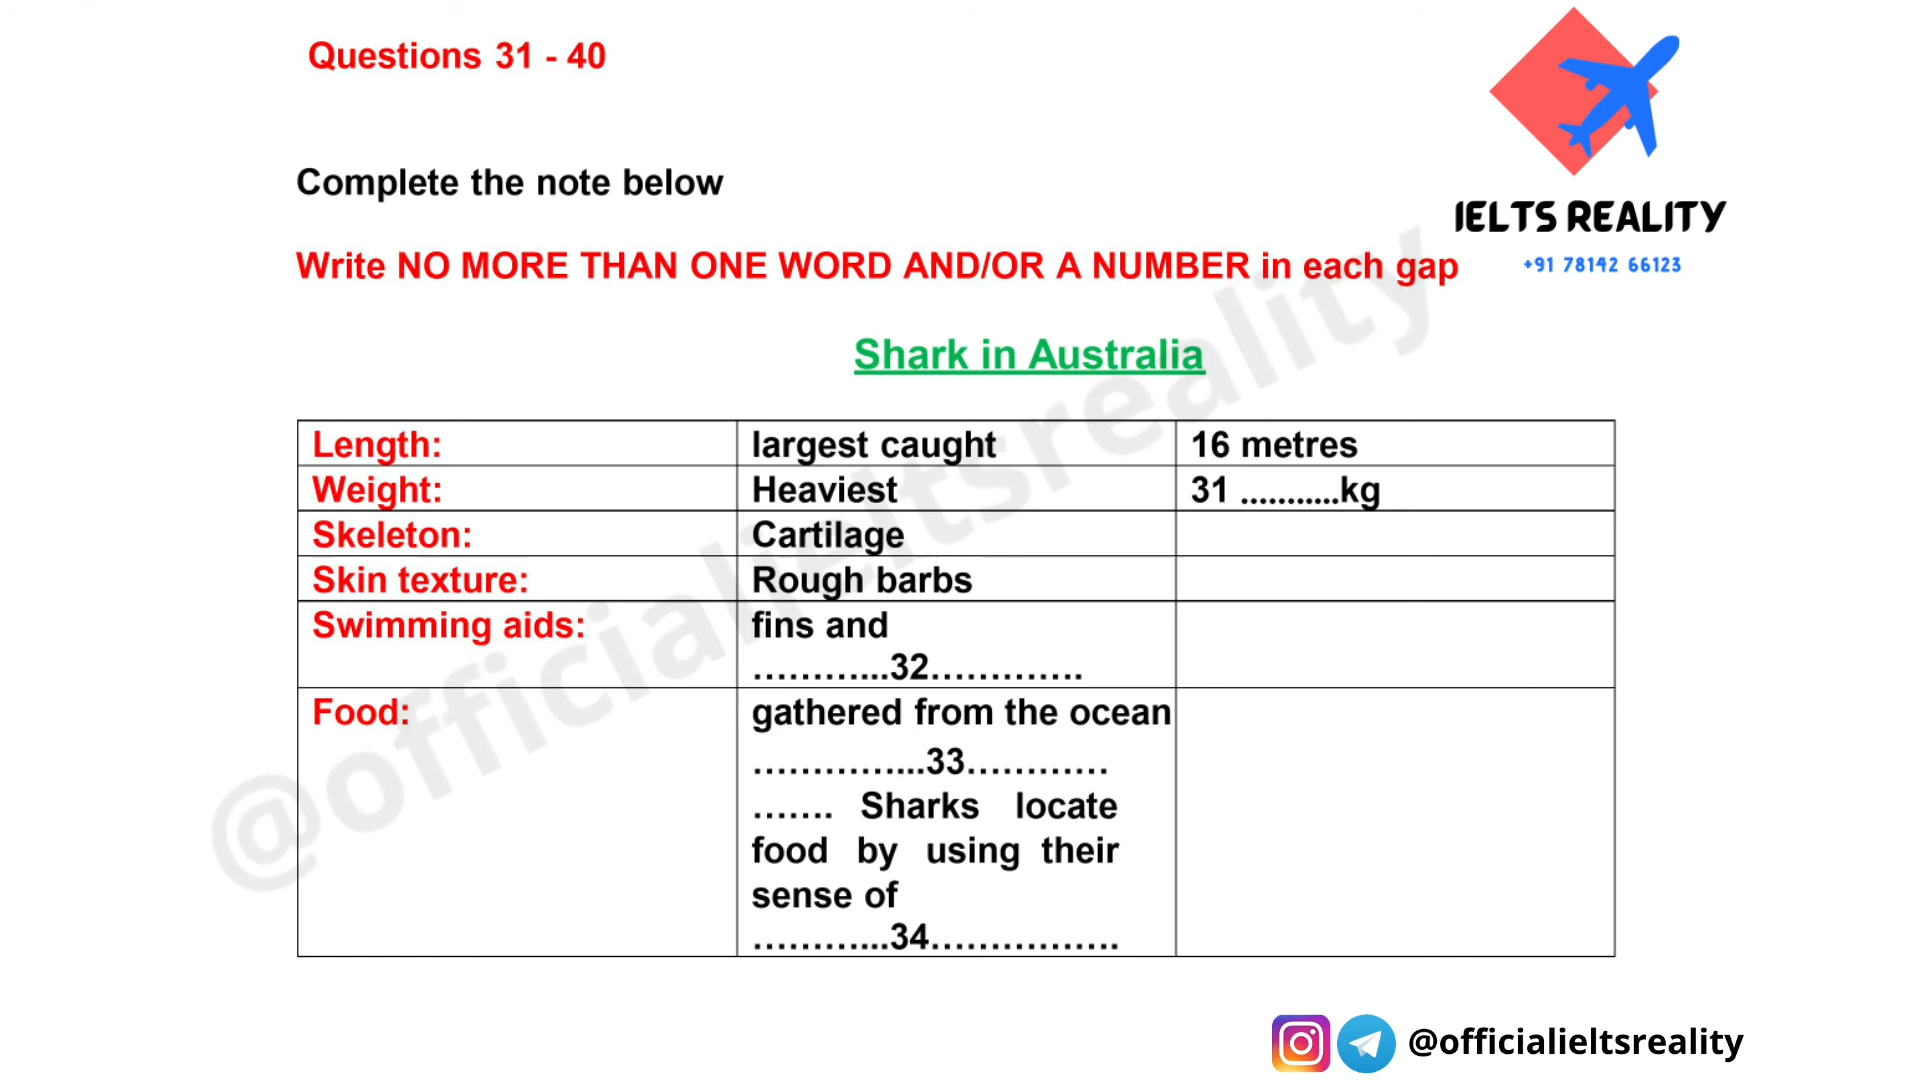 Questions 31 - 40
Complete the note below
Write NO MORE THAN ONE WORD AND/OR A NUMBER in each gap
IELTS REALITY
+91 78142 66123
Shark in Australia
Length: largest caught 16 metres
Weight: Heaviest 31 ...........kg
Skeleton: Cartilage
Skin texture: Rough barbs
Swimming aids: fins and
…………...32………….
Food: gathered from the ocean
…………...33…………
……. Sharks locate
food by using their
sense of
…………...34…………….
@officialieltsreality
@officialieltsreality